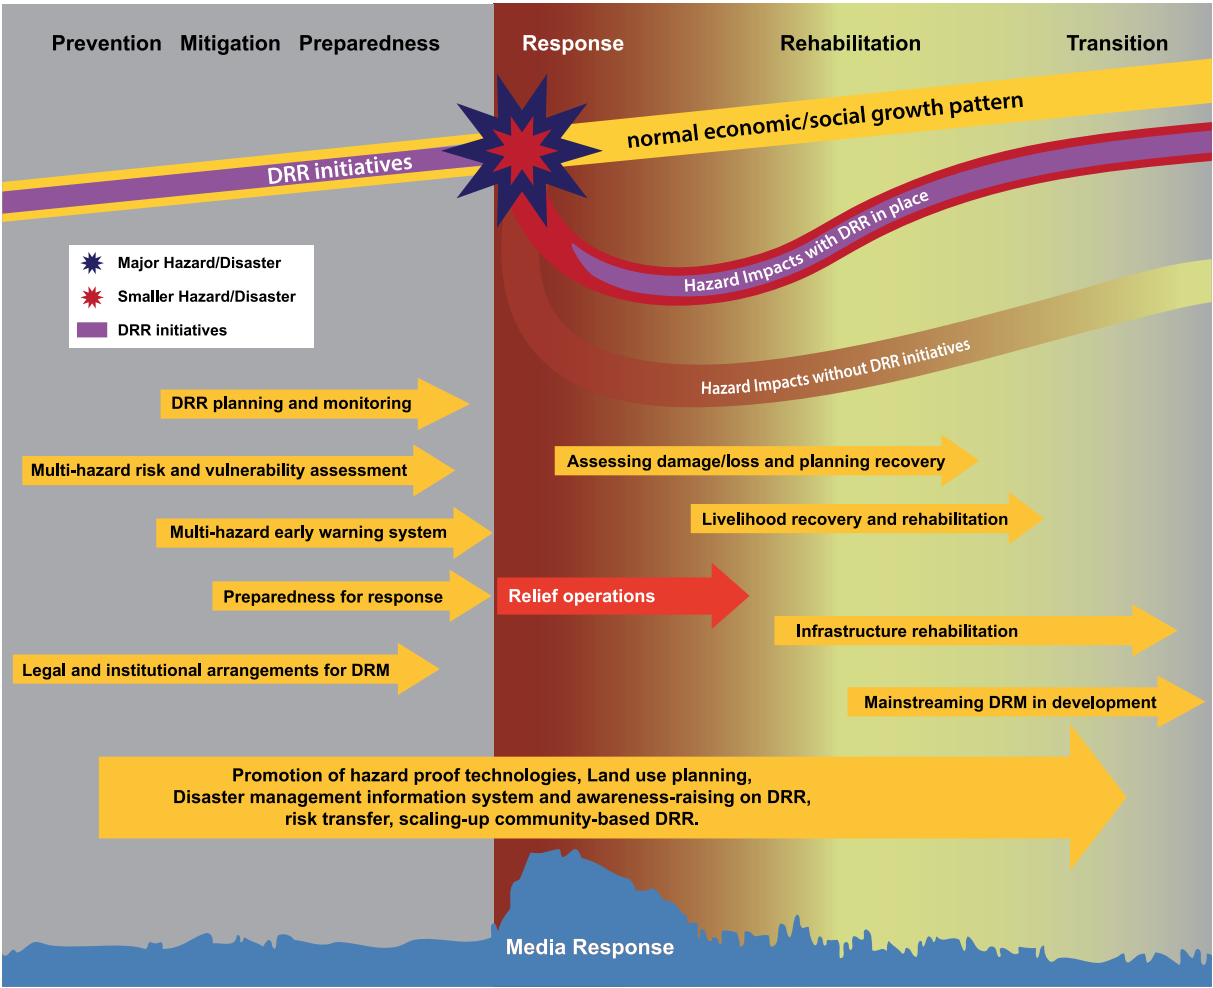 Prevention Mitigation Preparedness Response Rehabilitation Transition
normal economic/social growth pattern
DRR initiatives
Hazard Impacts with DRR in place
Major Hazard/Disaster
Smaller Hazard/Disaster
DRR initiatives
Hazard Impacts without DRR initiatives
DRR planning and monitoring
Multi-hazard risk and vulnerability assessment
Assessing damage/loss and planning recovery
Multi-hazard early warning system
Livelihood recovery and rehabilitation
Preparedness for response
Relief operations
Infrastructure rehabilitation
Legal and institutional arrangements for DRM
Mainstreaming DRM in development
Promotion of hazard proof technologies, Land use planning,
Disaster management information system and awareness-raising on DRR,
risk transfer, scaling-up community-based DRR.
Media Response